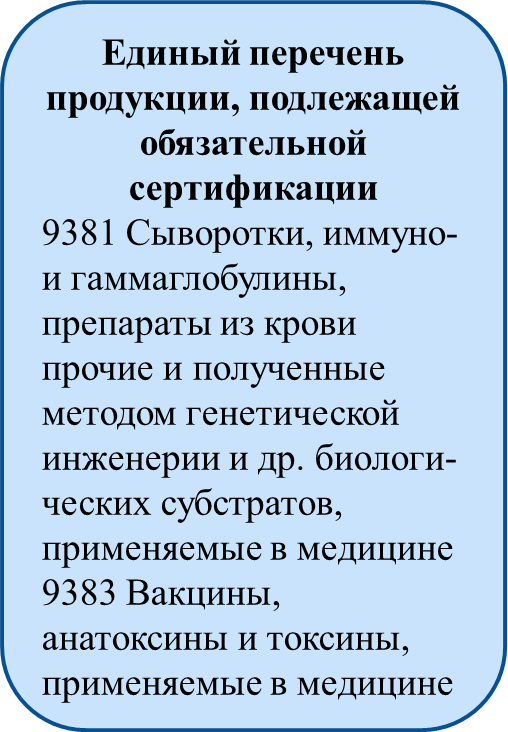 Единый перечень
продукции, подлежащей
обязательной
сертификации
9381 Сыворотки, иммуно-
и гаммаглобулины,
препараты из крови
прочие и полученные
методом генетической
инженерии и др. биологи-
ческих субстратов,
применяемые в медицине
9383 Вакцины,
анатоксины и токсины,
применяемые в медицине